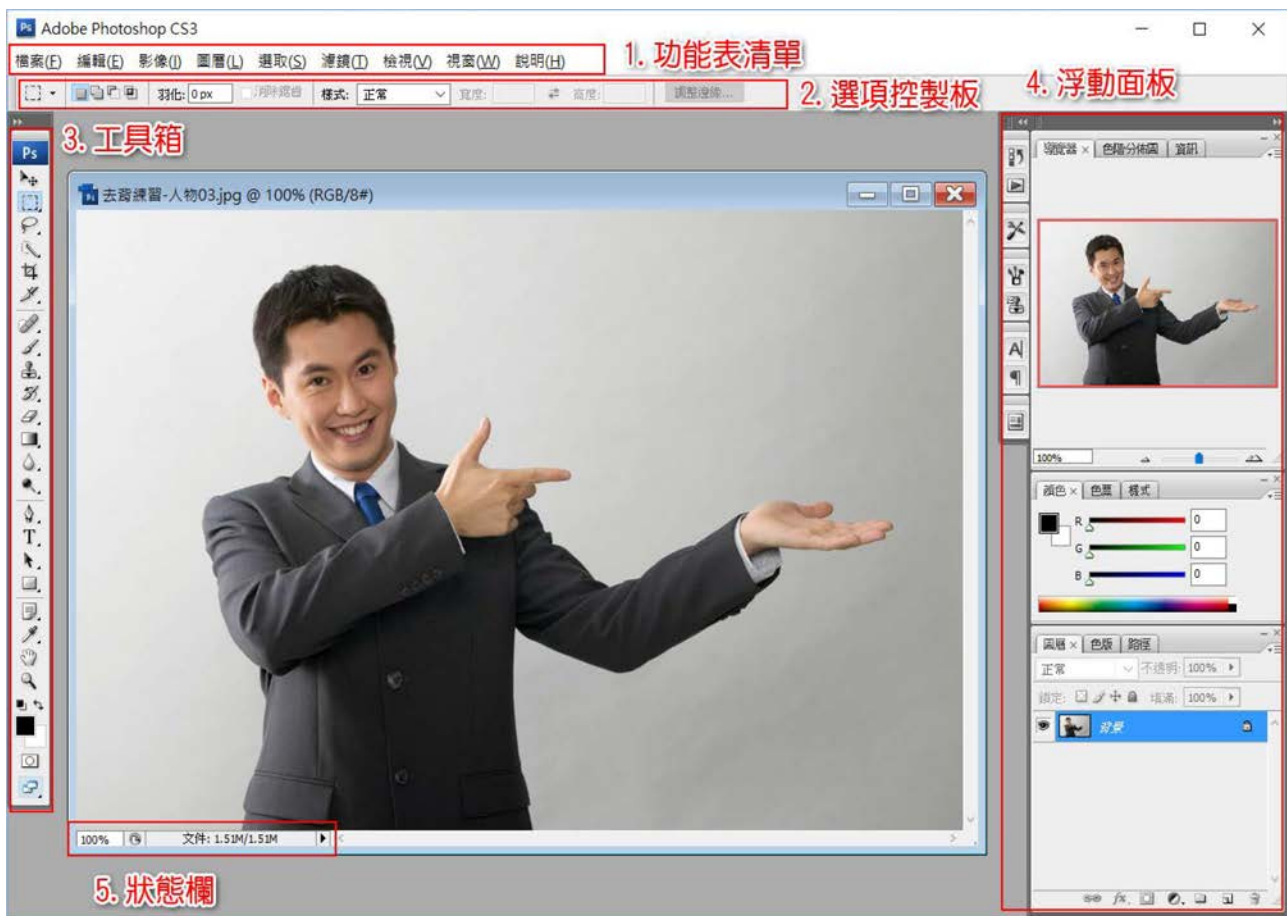 Ps Adobe Photoshop CS3
檔案(F) 編輯(E) 影像(I) 圖層(L) 選取(S) 濾鏡(T) 檢視(V) 視窗(W) 說明(H)
1. 功能表清單
羽化: 0 px 消除鋸齒 樣式: 正常 寬度: 高度: 調整邊緣...
2. 選項控製板
4. 浮動面板
3. 工具箱
Ps
去背練習-人物03.jpg @ 100% (RGB/8#)
導覽器 × 色階分佈圖 資訊
100%
顏色 × 色票 樣式
R 0
G 0
B 0
圖層 × 色版 路徑
正常 不透明: 100%
鎖定: 填滿: 100%
背景
100% 文件: 1.51M/1.51M
5. 狀態欄